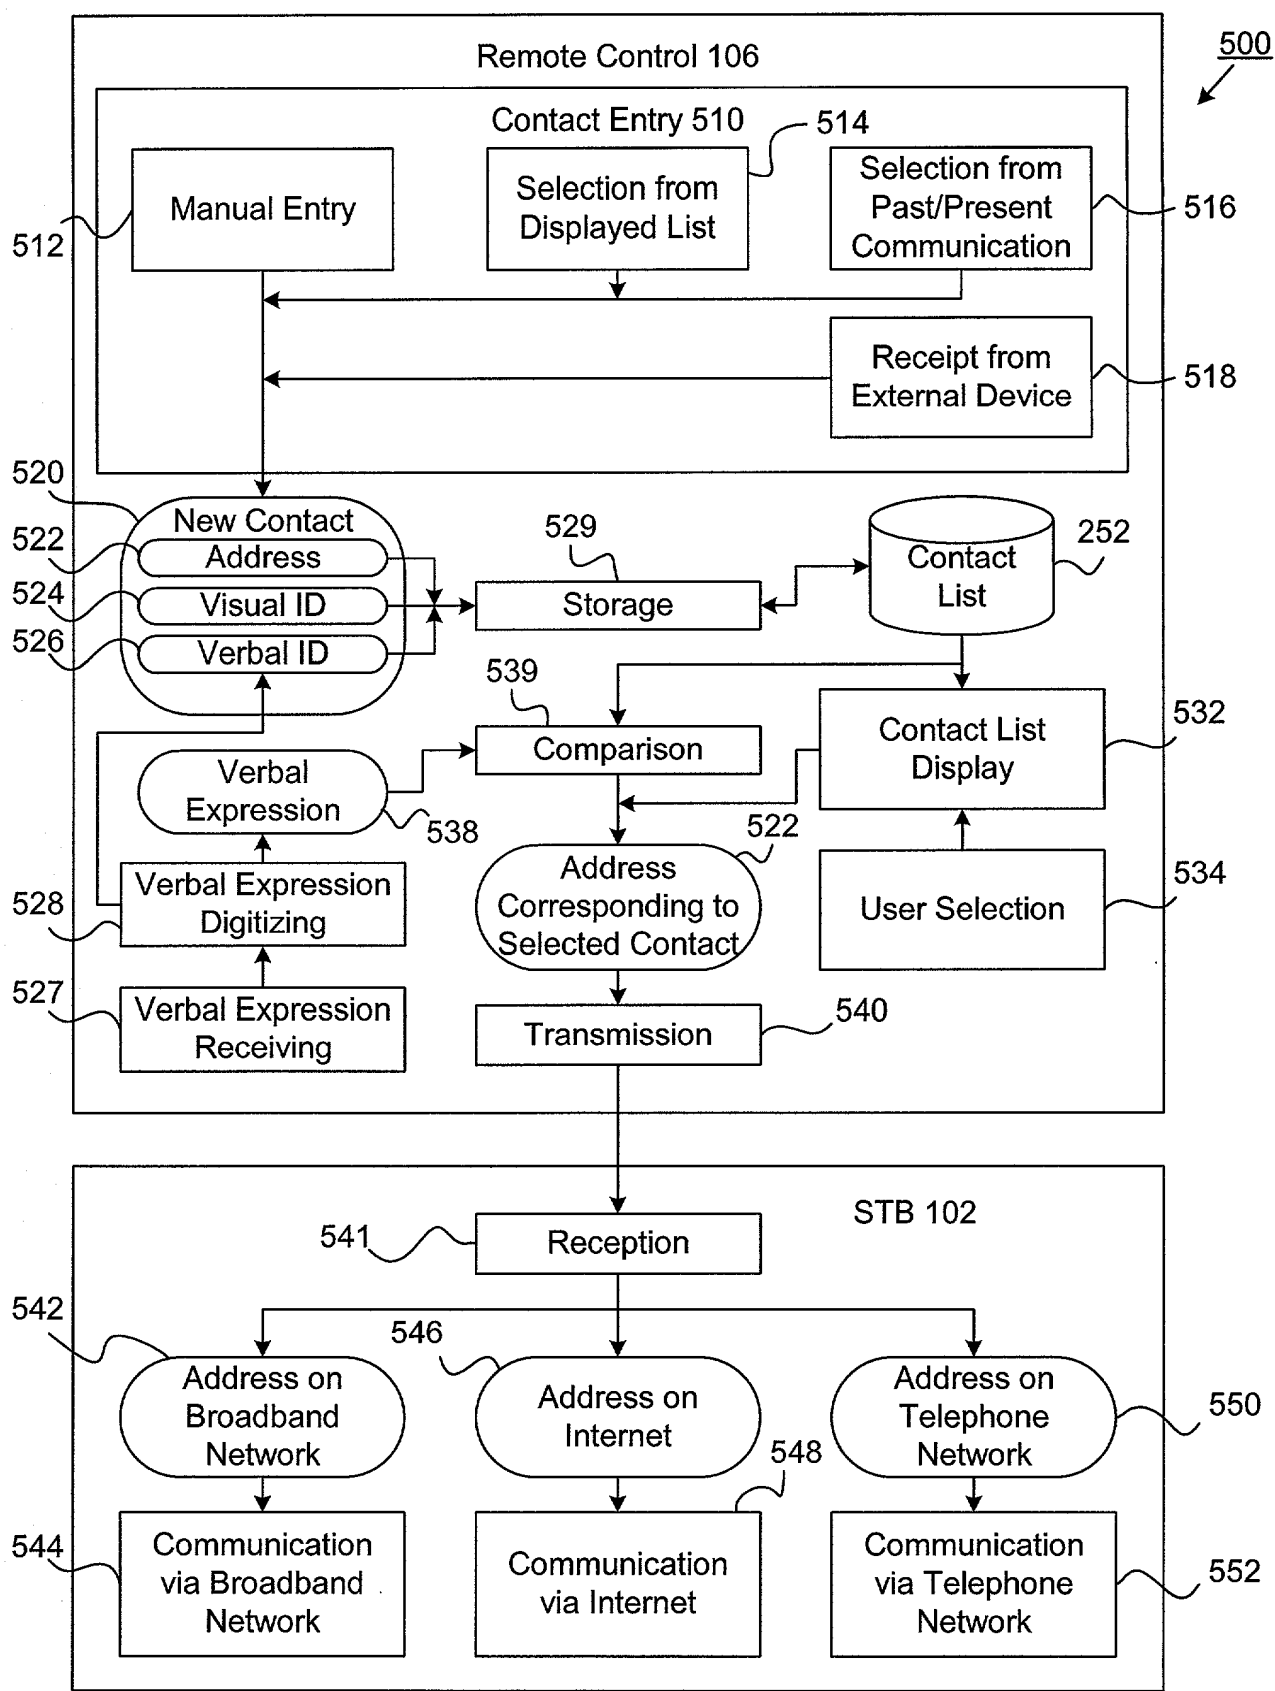 500
Remote Control 106
Contact Entry 510
514
Manual Entry
512
Selection from
Displayed List
Selection from
Past/Present
Communication
516
Receipt from
External Device
518
520
New Contact
522
Address
524
Visual ID
526
Verbal ID
529
Storage
Contact
List
252
539
Comparison
Contact List
Display
532
Verbal
Expression
538
522
Address
Corresponding to
Selected Contact
User Selection
534
Verbal Expression
Digitizing
528
527
Verbal Expression
Receiving
Transmission
540
STB 102
541
Reception
542
546
Address on
Broadband
Network
Address on
Internet
Address on
Telephone
Network
550
548
544
Communication
via Broadband
Network
Communication
via Internet
Communication
via Telephone
Network
552